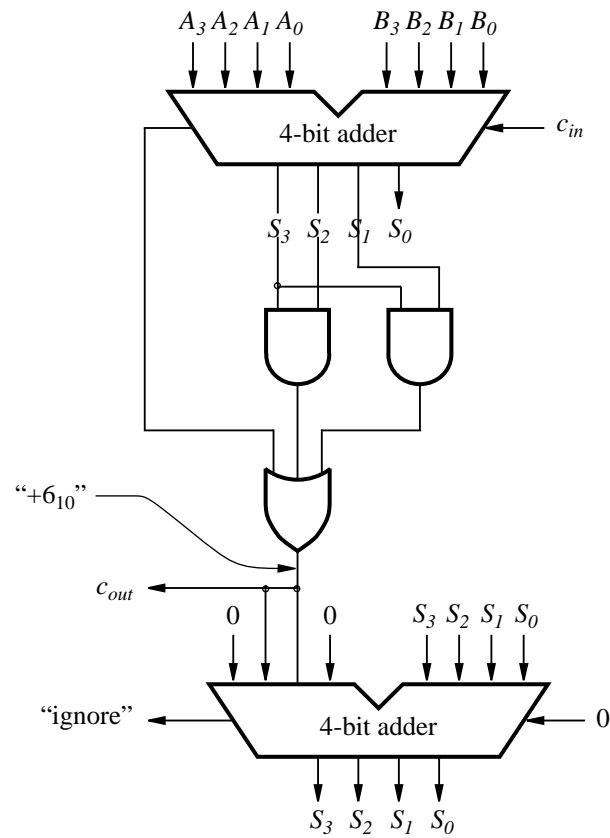 A3 A2 A1 A0 B3 B2 B1 B0
4-bit adder
cin
S3 S2 S1 S0
“+6₁₀”
cout
0 0 S3 S2 S1 S0
“ignore”
4-bit adder
0
S3 S2 S1 S0